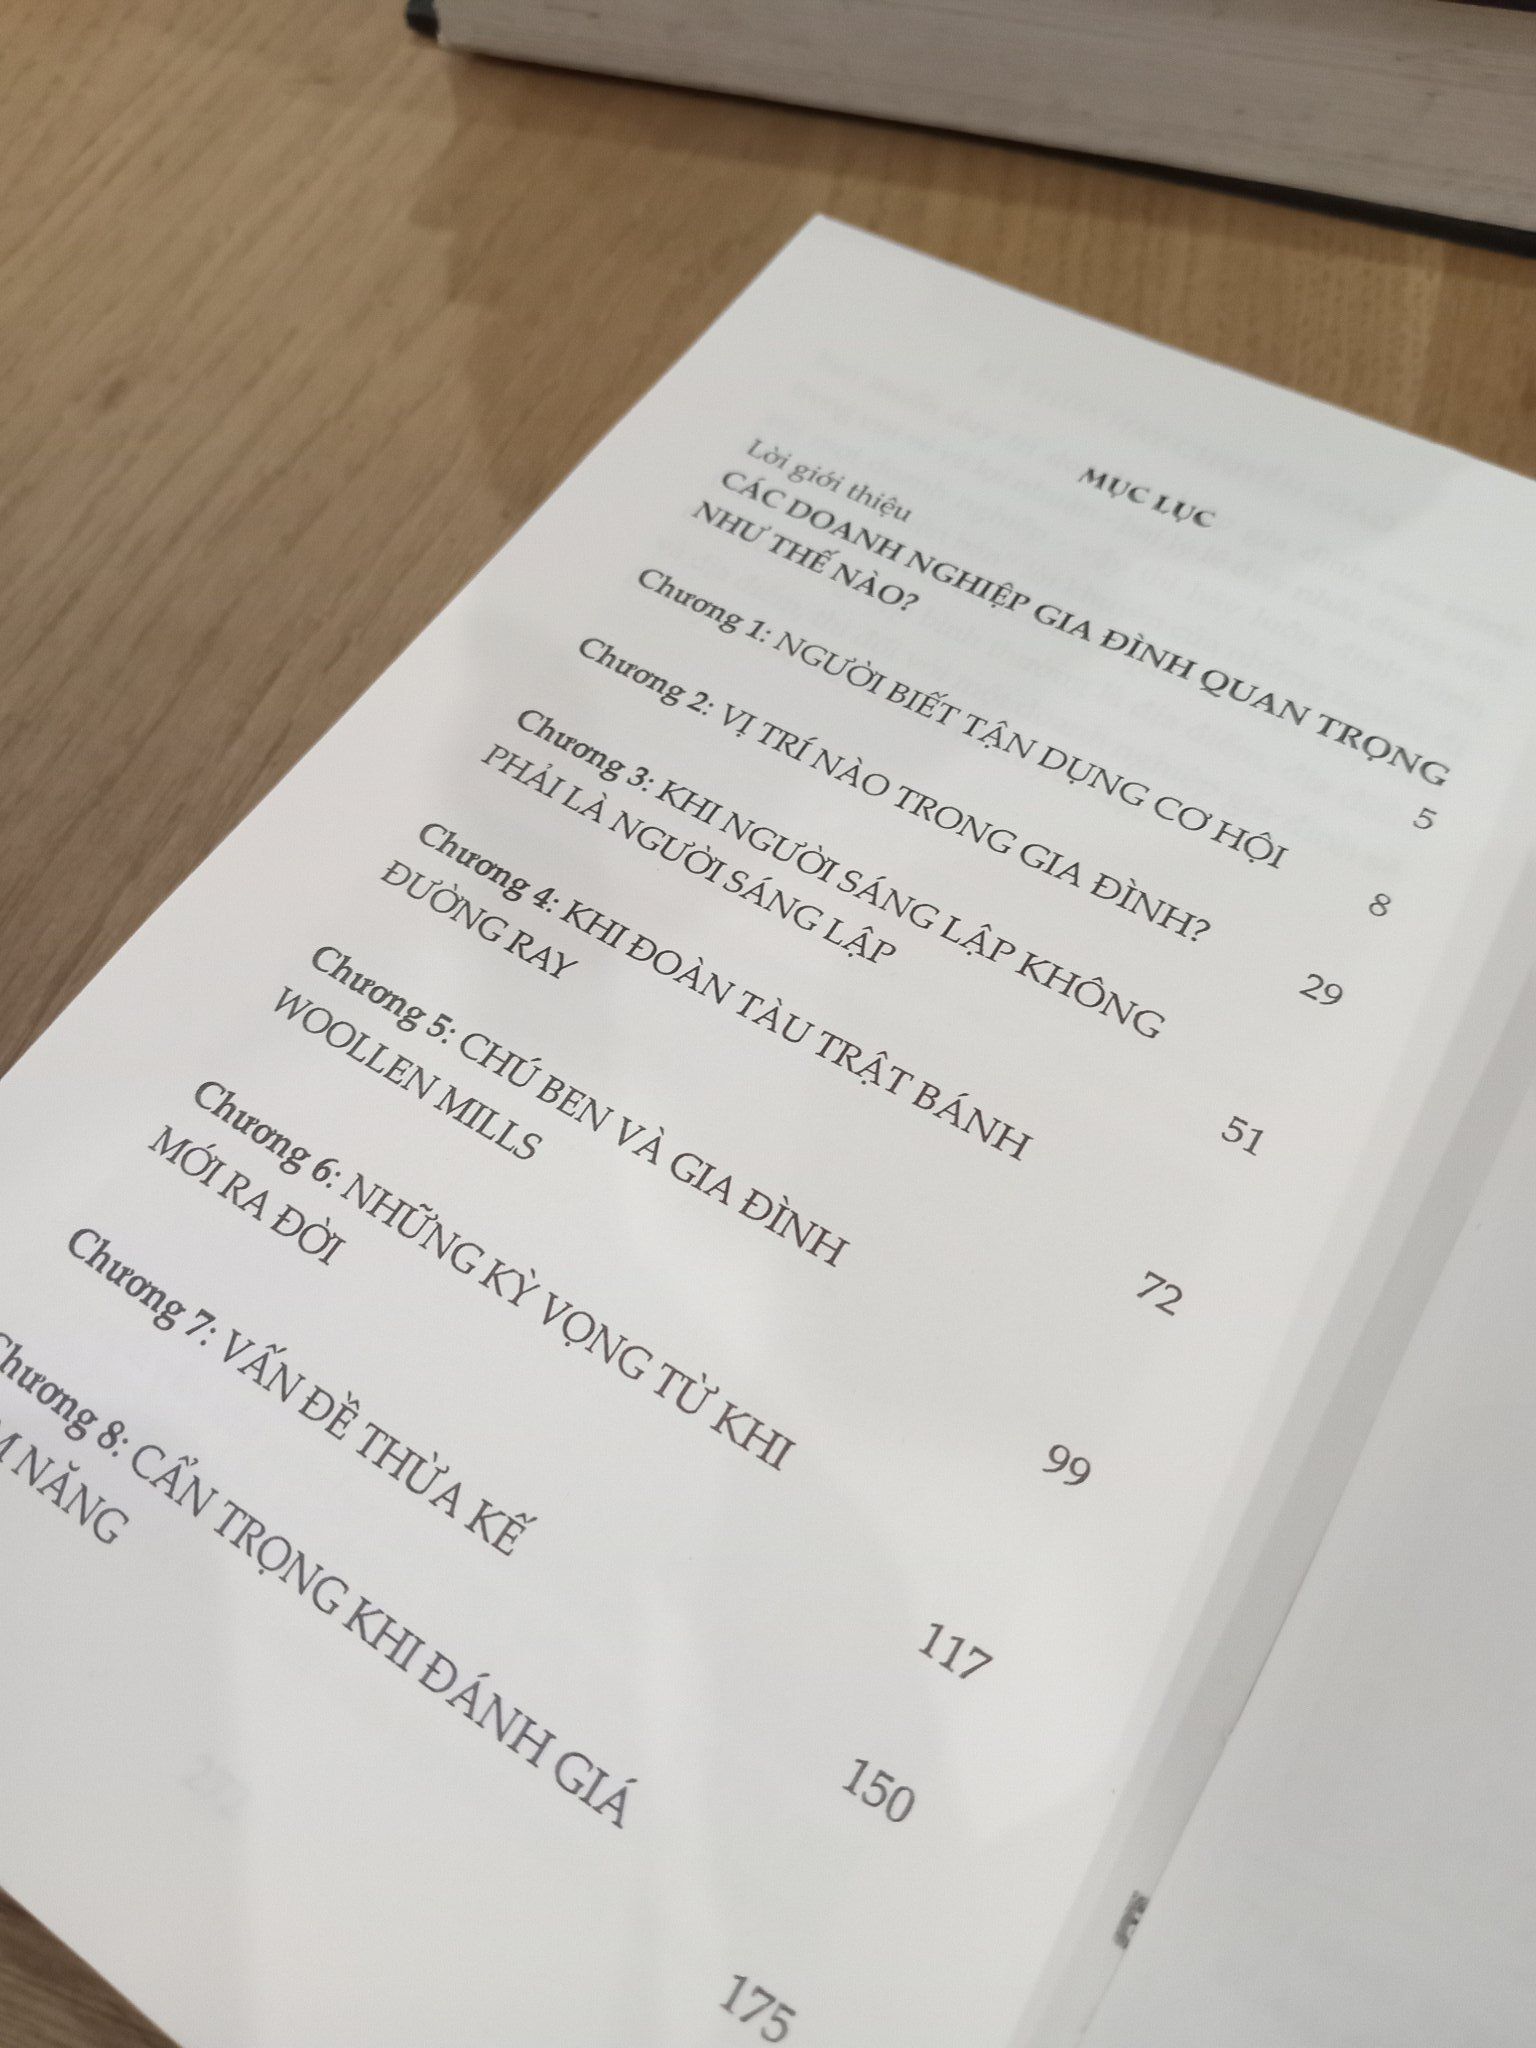 MỤC LỤC
Lời giới thiệu
CÁC DOANH NGHIỆP GIA ĐÌNH QUAN TRỌNG
NHƯ THẾ NÀO? 5
Chương 1: NGƯỜI BIẾT TẬN DỤNG CƠ HỘI 8
Chương 2: VỊ TRÍ NÀO TRONG GIA ĐÌNH? 29
Chương 3: KHI NGƯỜI SÁNG LẬP KHÔNG
PHẢI LÀ NGƯỜI SÁNG LẬP 51
Chương 4: KHI ĐOÀN TÀU TRẬT BÁNH
ĐƯỜNG RAY 72
Chương 5: CHÚ BEN VÀ GIA ĐÌNH
WOOLLEN MILLS 99
Chương 6: NHỮNG KỲ VỌNG TỪ KHI
MỚI RA ĐỜI 117
Chương 7: VẤN ĐỀ THỪA KẾ 150
Chương 8: CẨN TRỌNG KHI ĐÁNH GIÁ
NĂNG 175